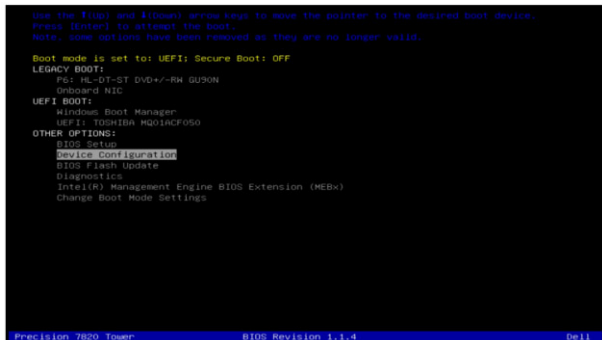 Use the ↑(Up) and ↓(Down) arrow keys to move the pointer to the desired boot device.
Press [Enter] to attempt the boot.
Note, some options have been removed as they are no longer valid.
Boot mode is set to: UEFI; Secure Boot: OFF
LEGACY BOOT:
P6: HL-DT-ST DVD+/-RW GU90N
Onboard NIC
UEFI BOOT:
Windows Boot Manager
UEFI: TOSHIBA MQ01ACF050
OTHER OPTIONS:
BIOS Setup
Device Configuration
BIOS Flash Update
Diagnostics
Intel(R) Management Engine BIOS Extension (MEBx)
Change Boot Mode Settings
Precision 7820 Tower BIOS Revision 1.1.4 Dell